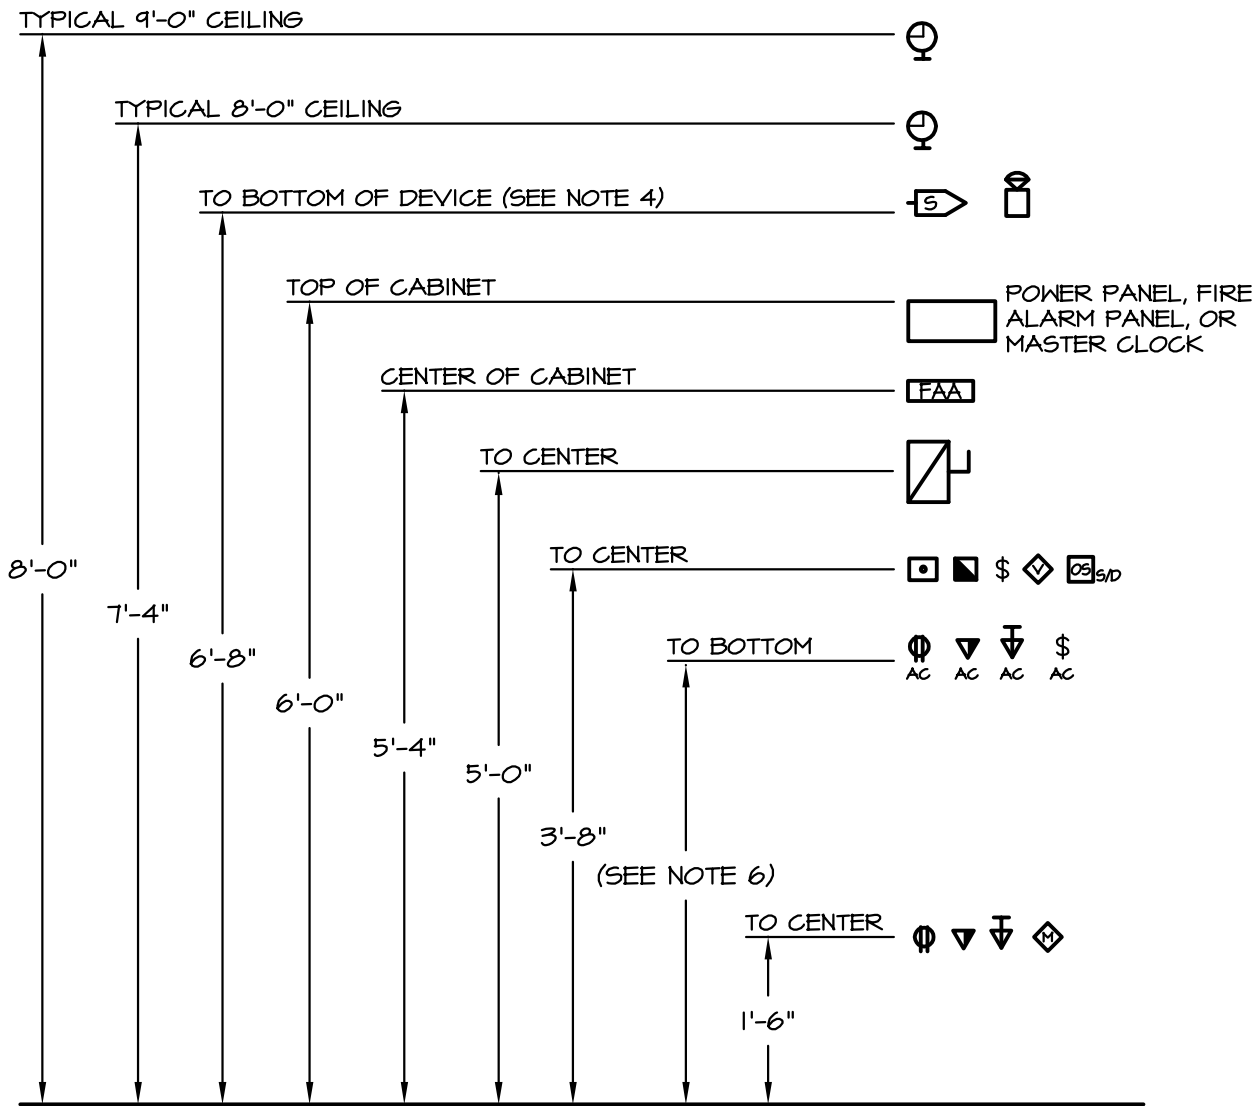 TYPICAL 9'-0" CEILING
TYPICAL 8'-0" CEILING
TO BOTTOM OF DEVICE (SEE NOTE 4)
S
TOP OF CABINET
POWER PANEL, FIRE
ALARM PANEL, OR
MASTER CLOCK
CENTER OF CABINET
FAA
TO CENTER
TO CENTER
$ V OS S/D
8'-0"
7'-4"
TO BOTTOM
$
AC AC AC AC
6'-8"
6'-0"
5'-4"
5'-0"
3'-8"
(SEE NOTE 6)
TO CENTER
M
1'-6"